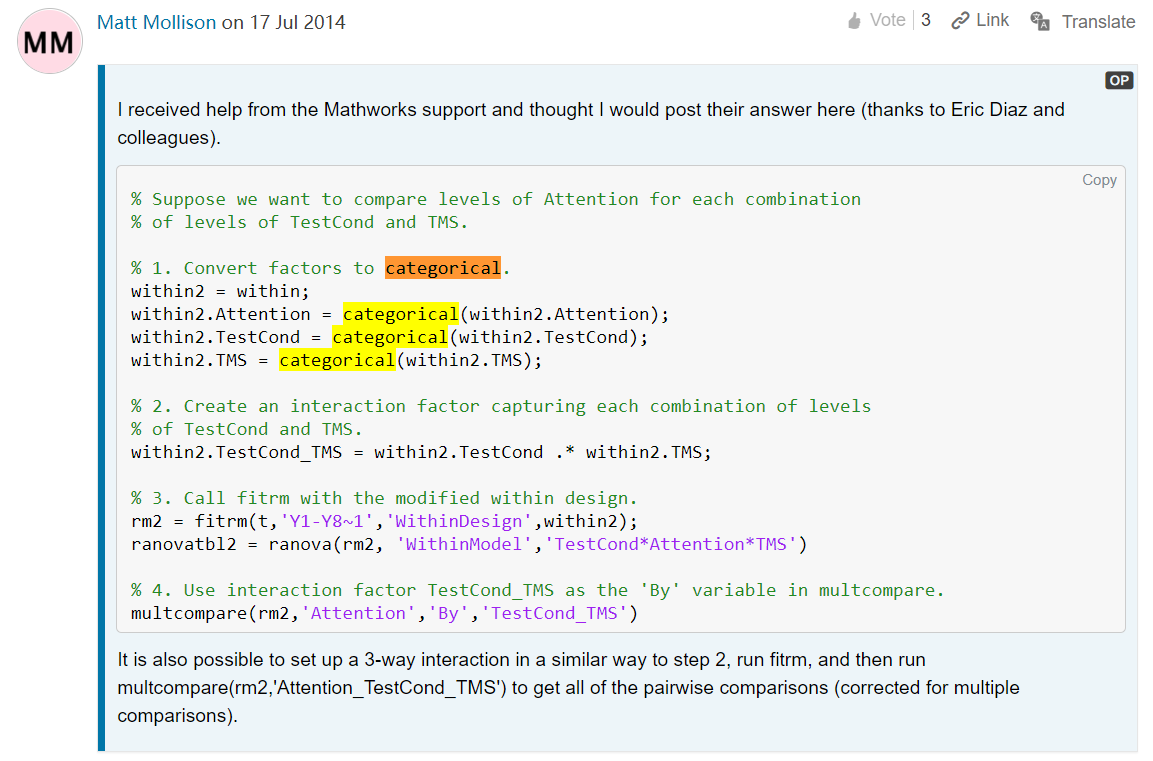 MM
Matt Mollison on 17 Jul 2014
Vote 3 Link Translate
OP
I received help from the Mathworks support and thought I would post their answer here (thanks to Eric Diaz and
colleagues).
Copy
% Suppose we want to compare levels of Attention for each combination
% of levels of TestCond and TMS.
% 1. Convert factors to categorical.
within2 = within;
within2.Attention = categorical(within2.Attention);
within2.TestCond = categorical(within2.TestCond);
within2.TMS = categorical(within2.TMS);
% 2. Create an interaction factor capturing each combination of levels
% of TestCond and TMS.
within2.TestCond_TMS = within2.TestCond .* within2.TMS;
% 3. Call fitrm with the modified within design.
rm2 = fitrm(t,'Y1-Y8~1','WithinDesign',within2);
ranovatbl2 = ranova(rm2, 'WithinModel','TestCond*Attention*TMS')
% 4. Use interaction factor TestCond_TMS as the 'By' variable in multcompare.
multcompare(rm2,'Attention','By','TestCond_TMS')
It is also possible to set up a 3-way interaction in a similar way to step 2, run fitrm, and then run
multcompare(rm2,'Attention_TestCond_TMS') to get all of the pairwise comparisons (corrected for multiple
comparisons).